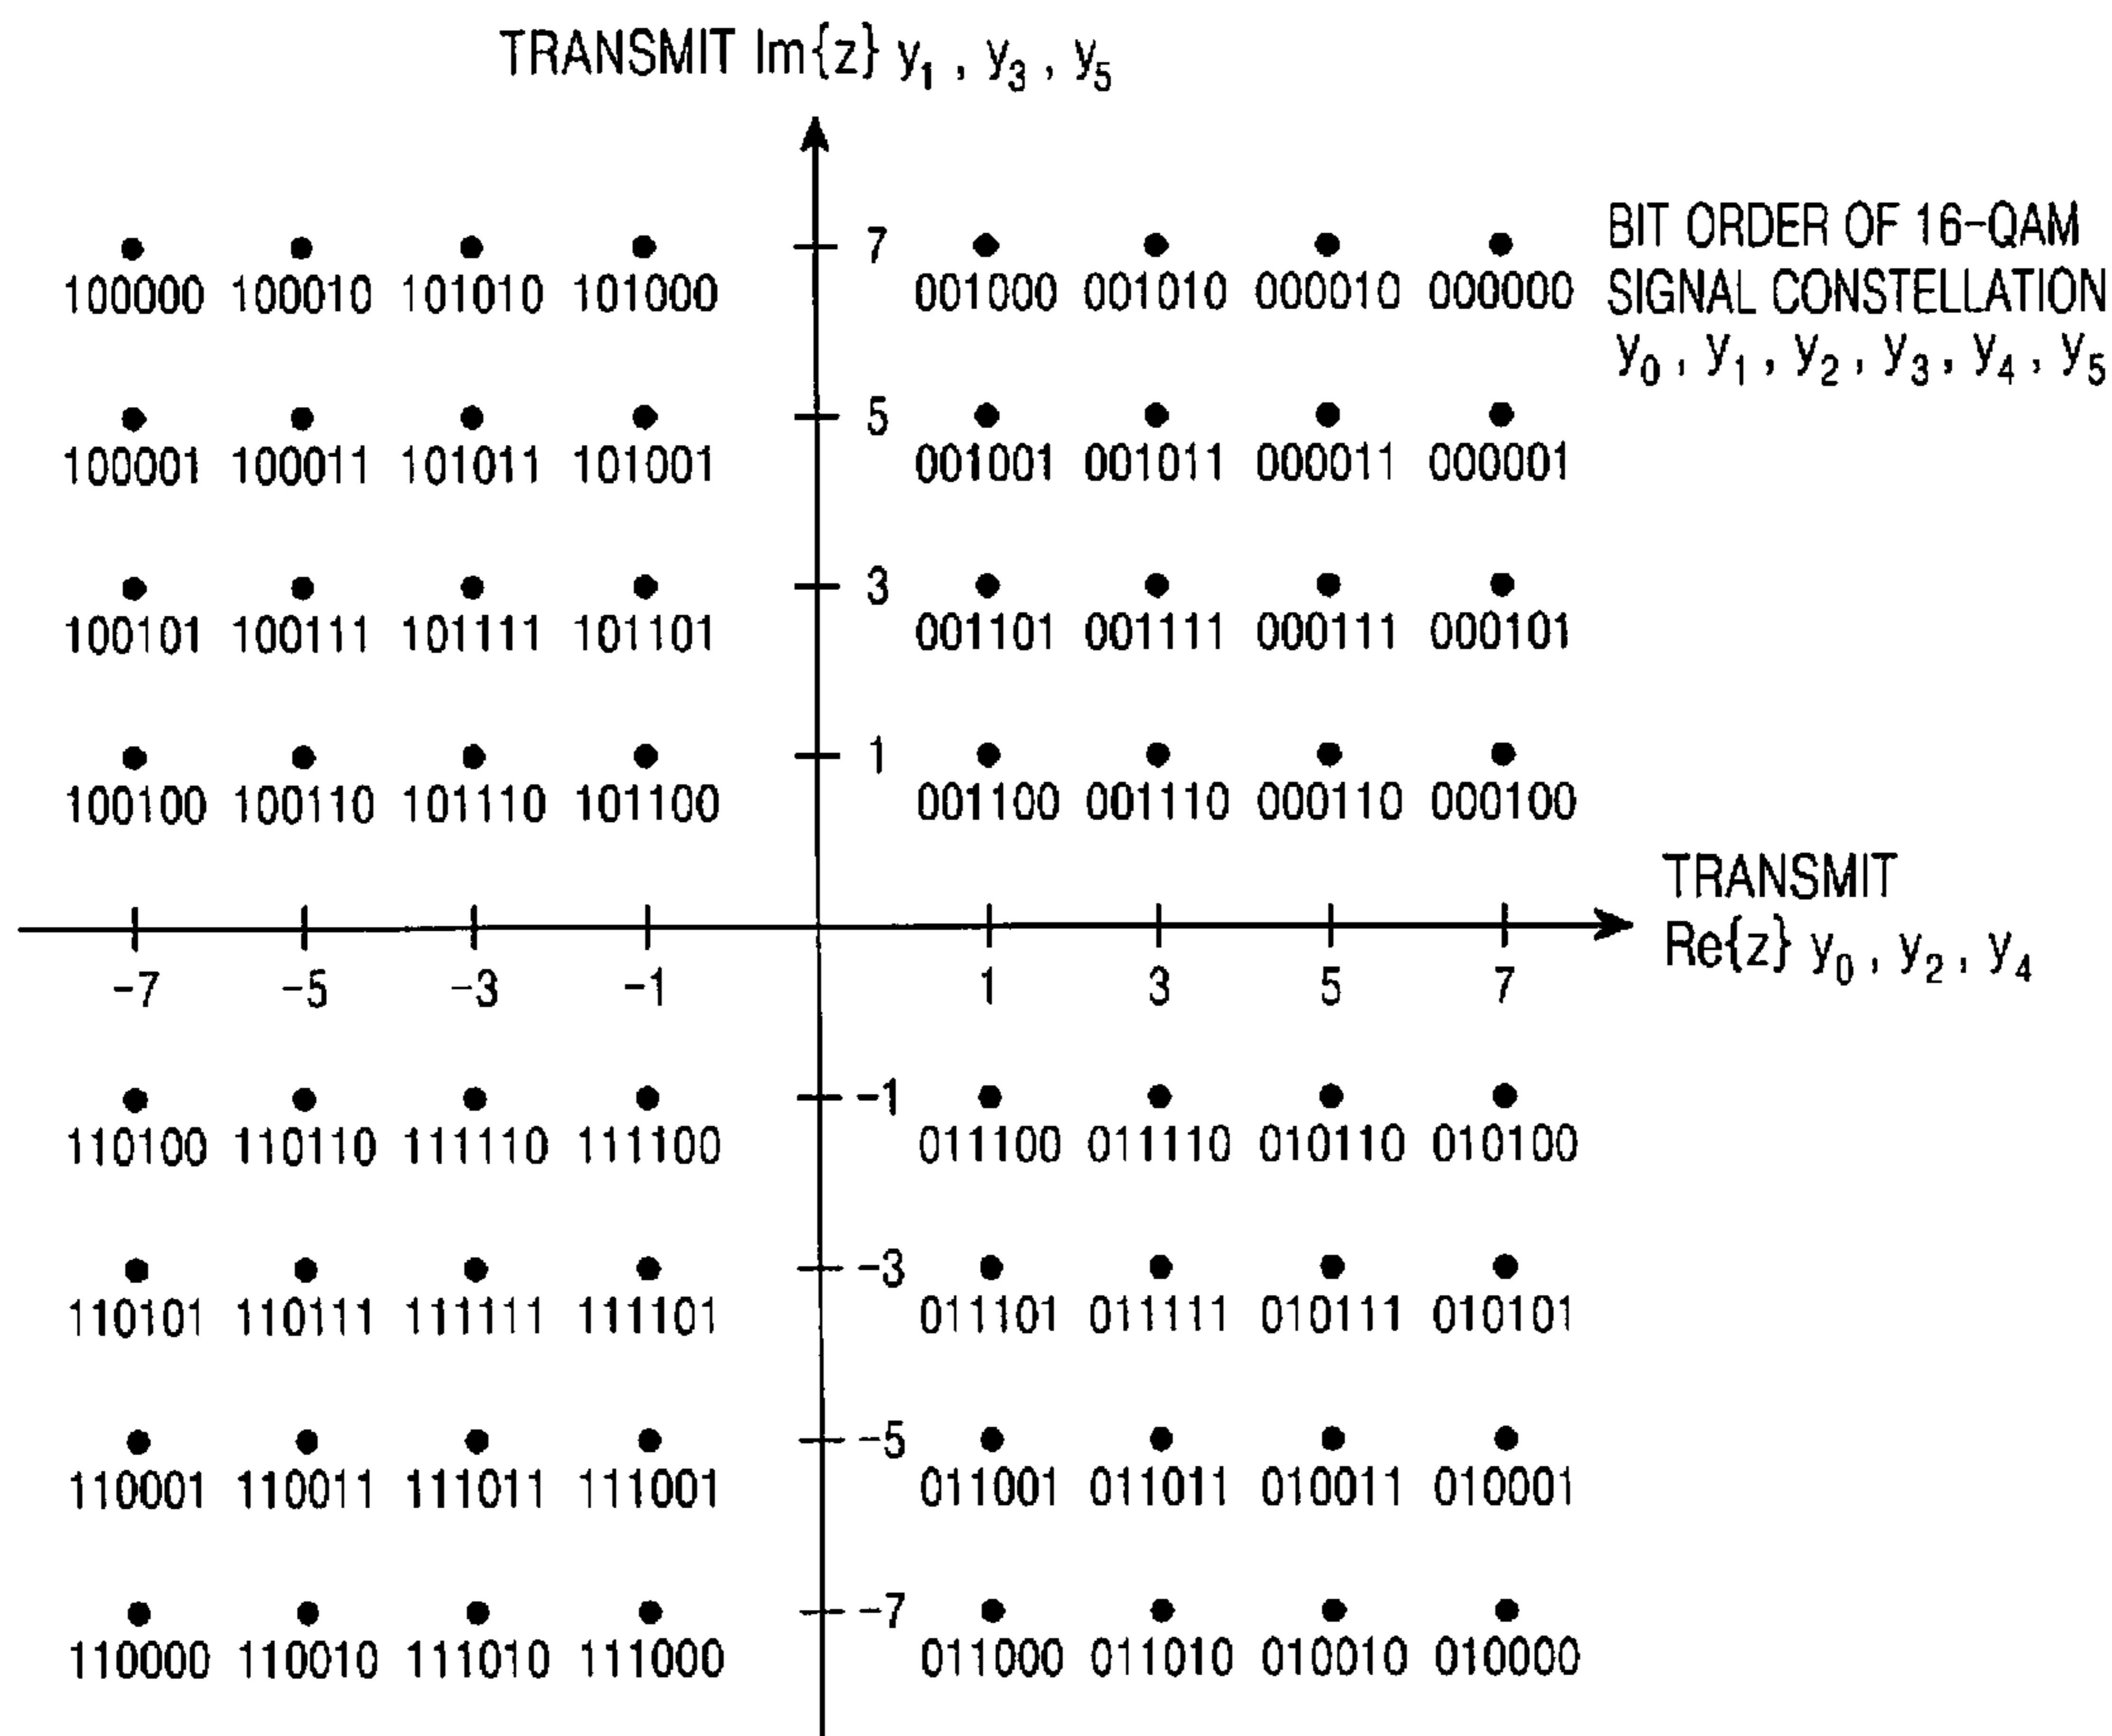 TRANSMIT Im{z} y1 , y3 , y5
BIT ORDER OF 16-QAM
SIGNAL CONSTELLATION
y0 , y1 , y2 , y3 , y4 , y5
7
100000 100010 101010 101000 001000 001010 000010 000000
5
100001 100011 101011 101001 001001 001011 000011 000001
3
100101 100111 101111 101101 001101 001111 000111 000101
1
100100 100110 101110 101100 001100 001110 000110 000100
TRANSMIT
Re{z} y0 , y2 , y4
-7 -5 -3 -1 1 3 5 7
-1
110100 110110 111110 111100 011100 011110 010110 010100
-3
110101 110111 111111 111101 011101 011111 010111 010101
-5
110001 110011 111011 111001 011001 011011 010011 010001
-7
110000 110010 111010 111000 011000 011010 010010 010000